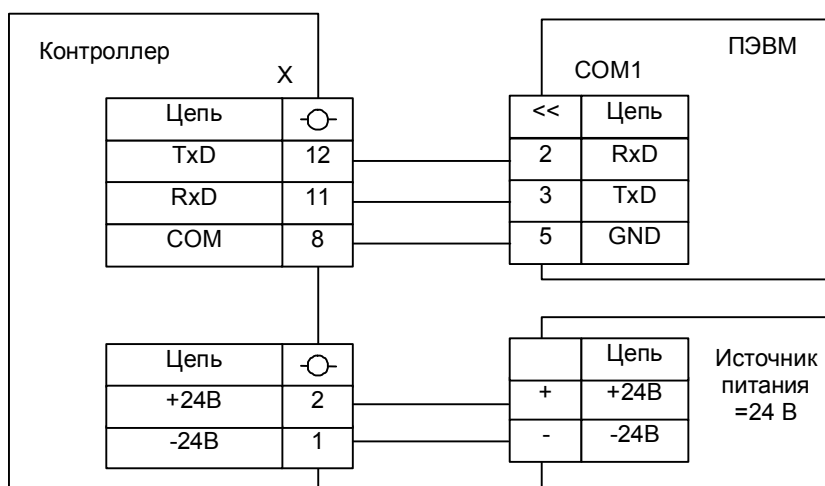 Контроллер
ПЭВМ
X
COM1
Цепь
<< Цепь
TxD 12
2 RxD
RxD 11
3 TxD
COM 8
5 GND
Цепь
Цепь
+24В 2
+ +24В
-24В 1
- -24В
Источник
питания
=24 В